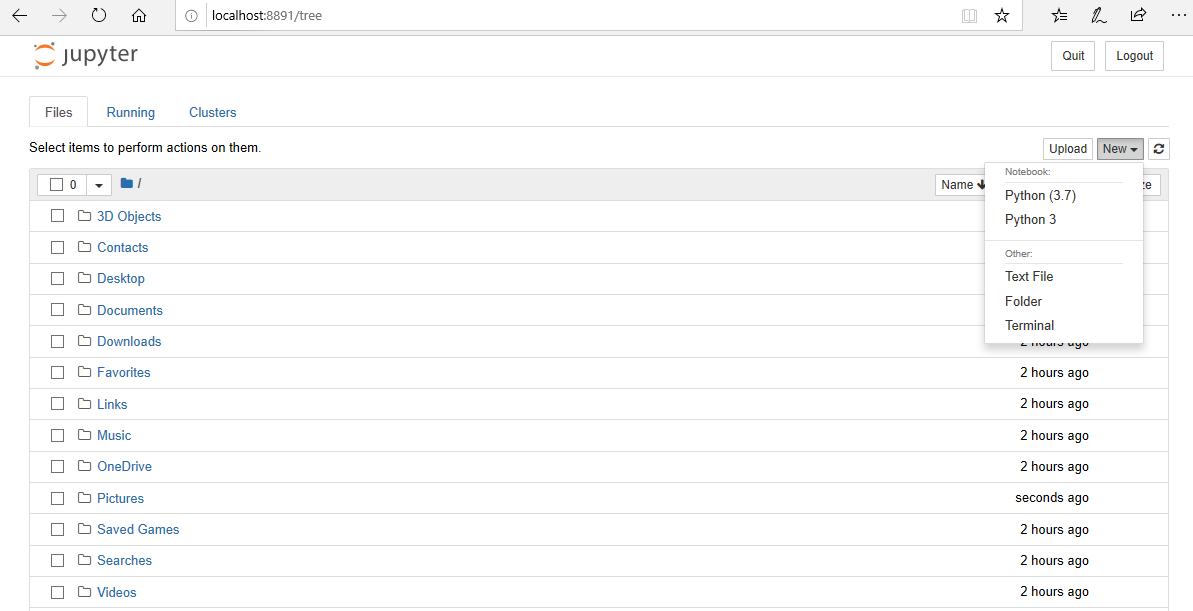 localhost:8891/tree
jupyter
Quit Logout
Files Running Clusters
Select items to perform actions on them.
Upload New
0 / Name ze
Notebook:
Python (3.7)
Python 3
Other:
Text File
Folder
Terminal
3D Objects
Contacts
Desktop
Documents
Downloads 2 hours ago
Favorites 2 hours ago
Links 2 hours ago
Music 2 hours ago
OneDrive 2 hours ago
Pictures seconds ago
Saved Games 2 hours ago
Searches 2 hours ago
Videos 2 hours ago